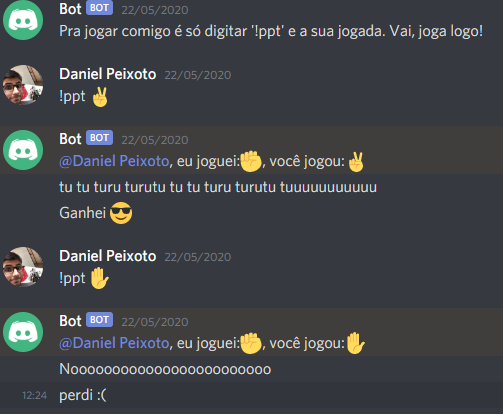 Bot BOT 22/05/2020
Pra jogar comigo é só digitar '!ppt' e a sua jogada. Vai, joga logo!
Daniel Peixoto 22/05/2020
!ppt ✌
Bot BOT 22/05/2020
@Daniel Peixoto, eu joguei:✊, você jogou: ✌
tu tu turu turutu tu tu turu turutu tuuuuuuuuuuu
Ganhei 😎
Daniel Peixoto 22/05/2020
!ppt ✋
Bot BOT 22/05/2020
@Daniel Peixoto, eu joguei:✊, você jogou:✋
Noooooooooooooooooooooooo
12:24 perdi :(